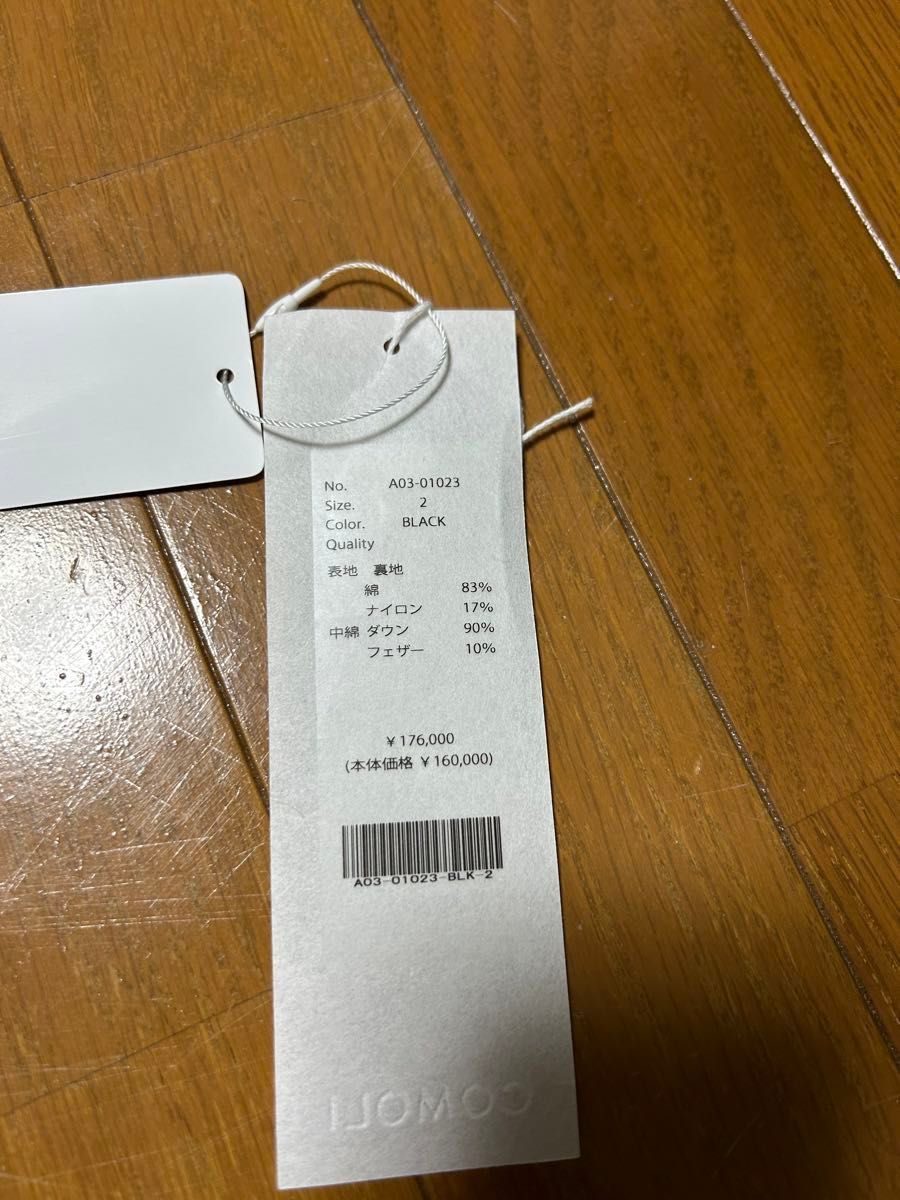 No. A03-01023
Size. 2
Color. BLACK
Quality
表地 裏地
綿 83%
ナイロン 17%
中綿 ダウン 90%
フェザー 10%
¥176,000
(本体価格 ¥160,000)
A03-01023-BLK-2
COMOLI